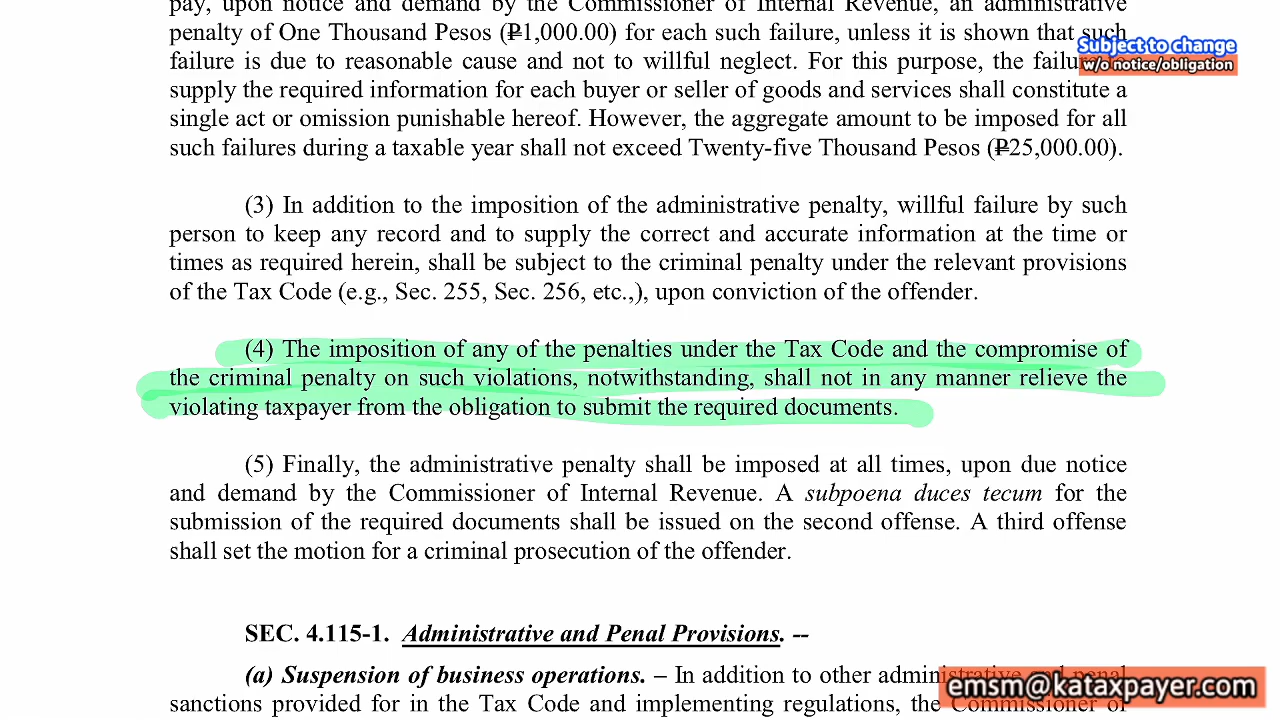 pay, upon notice and demand by the Commissioner of Internal Revenue, an administrative
penalty of One Thousand Pesos (₱1,000.00) for each such failure, unless it is shown that such
failure is due to reasonable cause and not to willful neglect. For this purpose, the failure
supply the required information for each buyer or seller of goods and services shall constitute a
single act or omission punishable hereof. However, the aggregate amount to be imposed for all
such failures during a taxable year shall not exceed Twenty-five Thousand Pesos (₱25,000.00).
Subject to change
w/o notice/obligation
(3) In addition to the imposition of the administrative penalty, willful failure by such
person to keep any record and to supply the correct and accurate information at the time or
times as required herein, shall be subject to the criminal penalty under the relevant provisions
of the Tax Code (e.g., Sec. 255, Sec. 256, etc.,), upon conviction of the offender.
(4) The imposition of any of the penalties under the Tax Code and the compromise of
the criminal penalty on such violations, notwithstanding, shall not in any manner relieve the
violating taxpayer from the obligation to submit the required documents.
(5) Finally, the administrative penalty shall be imposed at all times, upon due notice
and demand by the Commissioner of Internal Revenue. A subpoena duces tecum for the
submission of the required documents shall be issued on the second offense. A third offense
shall set the motion for a criminal prosecution of the offender.
SEC. 4.115-1. Administrative and Penal Provisions. --
(a) Suspension of business operations. – In addition to other administrative and penal
sanctions provided for in the Tax Code and implementing regulations, the Commissioner of
emsm@kataxpayer.com